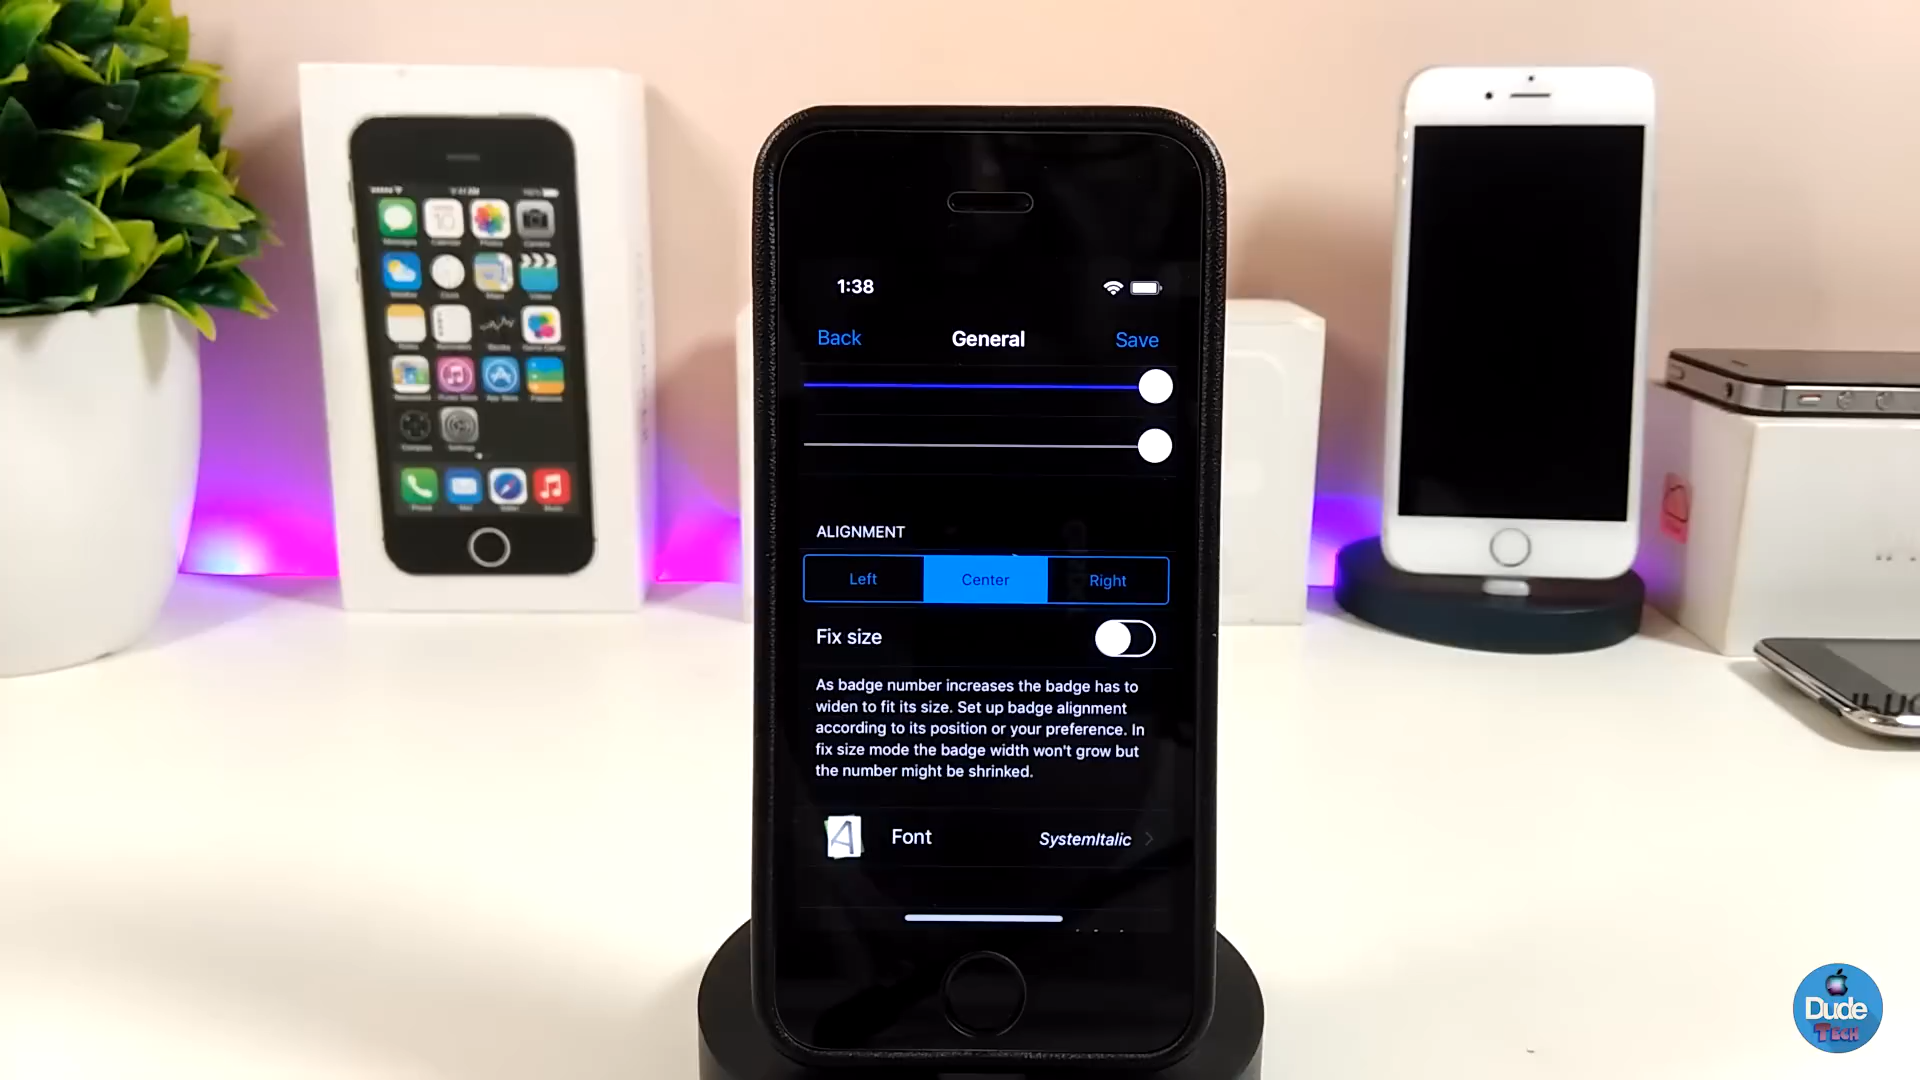 1:38
Back
General
Save
ALIGNMENT
Left
Center
Right
Fix size
As badge number increases the badge has to
widen to fit its size. Set up badge alignment
according to its position or your preference. In
fix size mode the badge width won't grow but
the number might be shrinked.
Font
SystemItalic
Dude
TECH